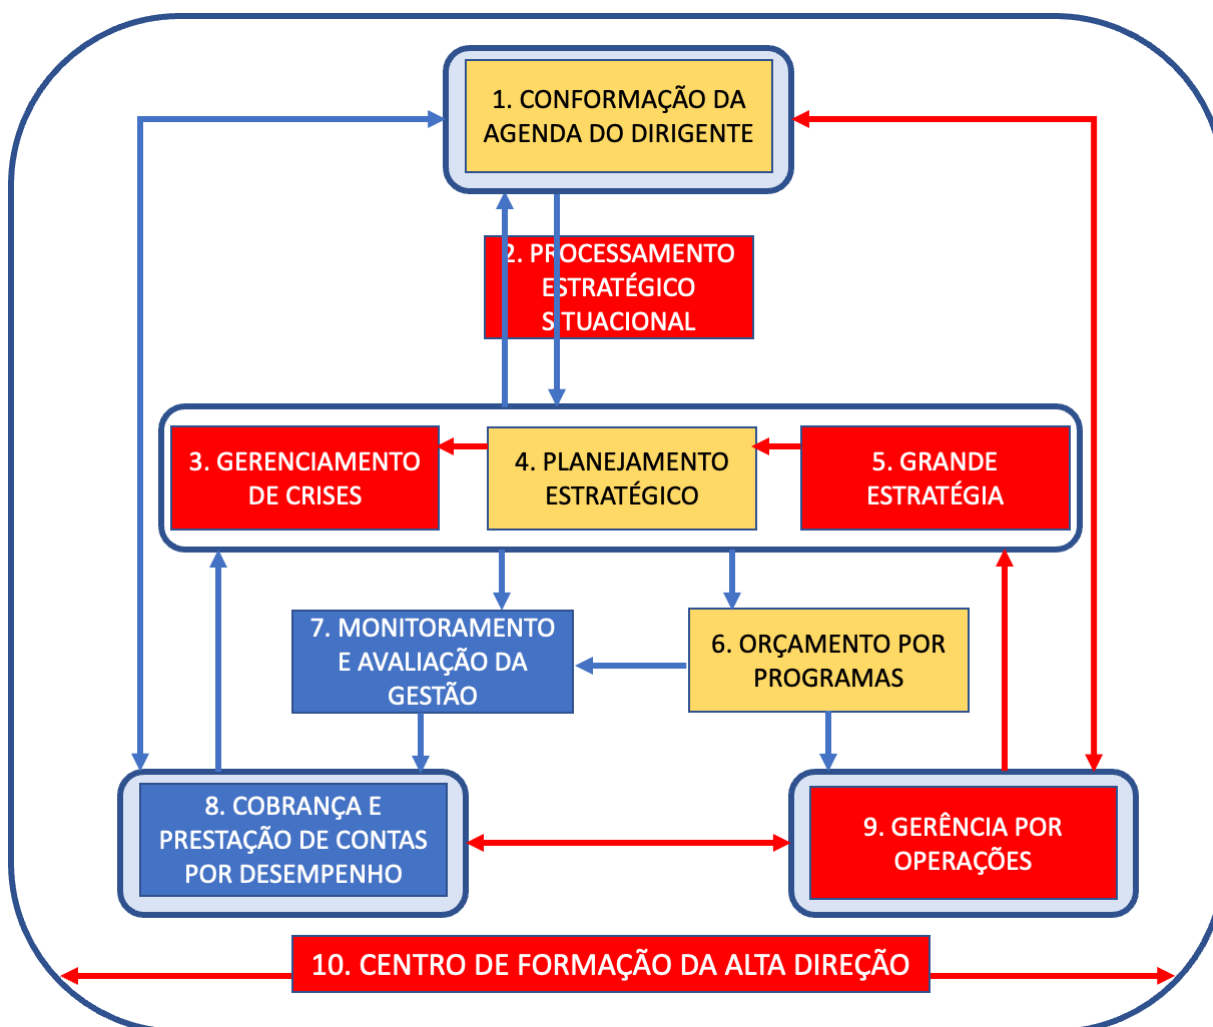 1. CONFORMAÇÃO DA
AGENDA DO DIRIGENTE
2. PROCESSAMENTO
ESTRATÉGICO
SITUACIONAL
3. GERENCIAMENTO
DE CRISES
4. PLANEJAMENTO
ESTRATÉGICO
5. GRANDE
ESTRATÉGIA
7. MONITORAMENTO
E AVALIAÇÃO DA
GESTÃO
6. ORÇAMENTO POR
PROGRAMAS
8. COBRANÇA E
PRESTAÇÃO DE CONTAS
POR DESEMPENHO
9. GERÊNCIA POR
OPERAÇÕES
10. CENTRO DE FORMAÇÃO DA ALTA DIREÇÃO